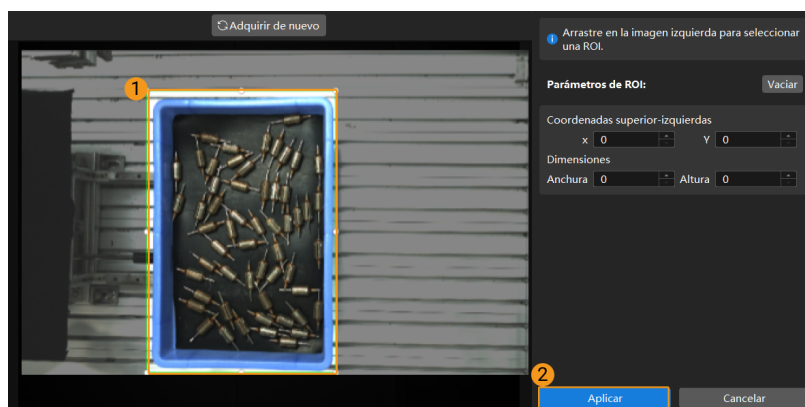 Adquirir de nuevo
Arrastre en la imagen izquierda para seleccionar
una ROI.
Parámetros de ROI:
Vaciar
Coordenadas superior-izquierdas
x 0 Y 0
Dimensiones
Anchura 0 Altura 0
1
2
Aplicar Cancelar